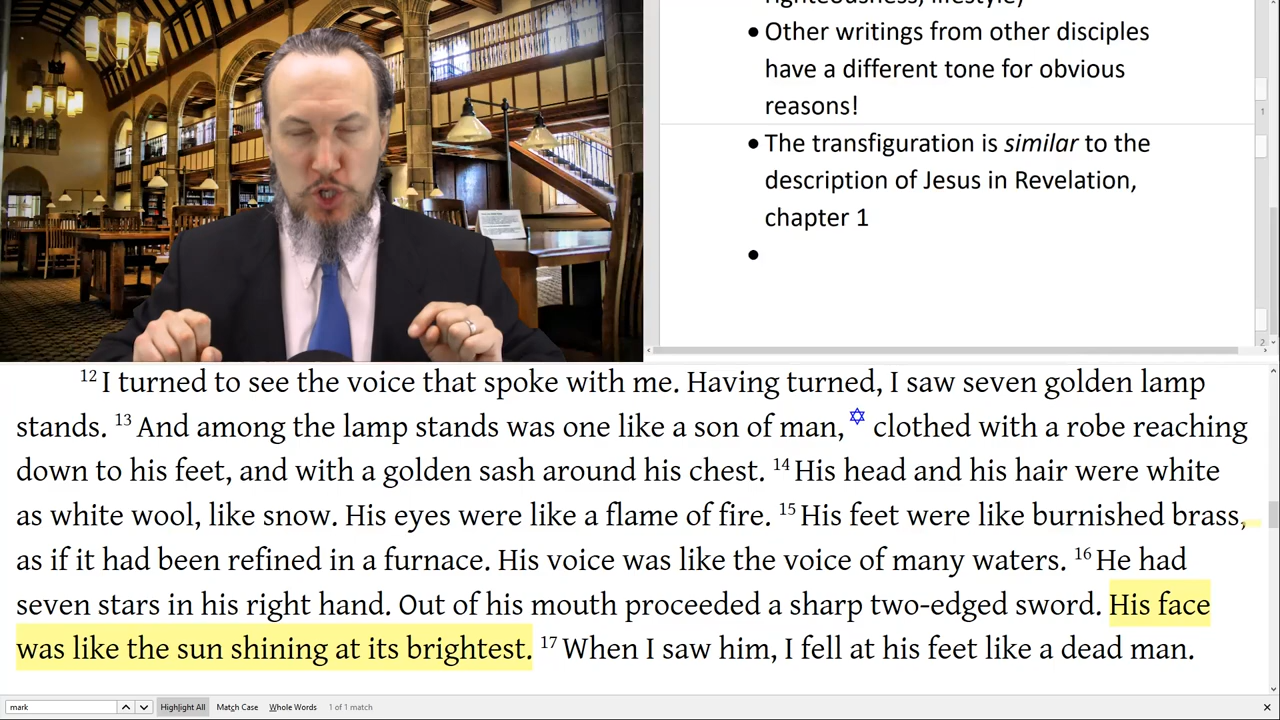 righteousness, lifestyle)
• Other writings from other disciples
have a different tone for obvious
reasons!
• The transfiguration is similar to the
description of Jesus in Revelation,
chapter 1
•
1
2
12 I turned to see the voice that spoke with me. Having turned, I saw seven golden lamp
stands. 13 And among the lamp stands was one like a son of man,✡ clothed with a robe reaching
down to his feet, and with a golden sash around his chest. 14 His head and his hair were white
as white wool, like snow. His eyes were like a flame of fire. 15 His feet were like burnished brass,
as if it had been refined in a furnace. His voice was like the voice of many waters. 16 He had
seven stars in his right hand. Out of his mouth proceeded a sharp two-edged sword. His face
was like the sun shining at its brightest. 17 When I saw him, I fell at his feet like a dead man.
mark Highlight All Match Case Whole Words 1 of 1 match